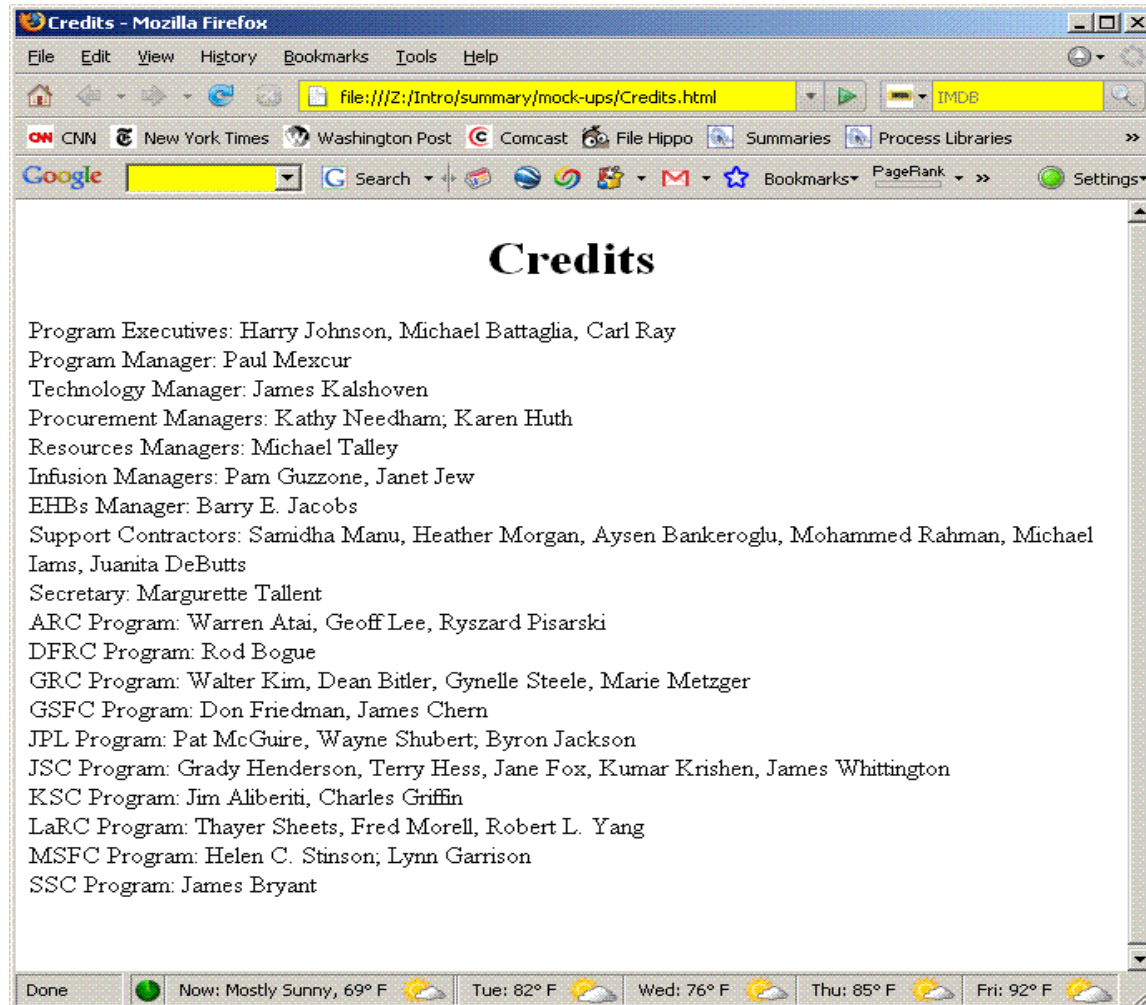 Credits - Mozilla Firefox
File Edit View History Bookmarks Tools Help
file:///Z:/Intro/summary/mock-ups/Credits.html IMDB
CNN CNN New York Times Washington Post Comcast File Hippo Summaries Process Libraries »
Google G Search PageRank Bookmarks » Settings
Credits
Program Executives: Harry Johnson, Michael Battaglia, Carl Ray
Program Manager: Paul Mexcur
Technology Manager: James Kalshoven
Procurement Managers: Kathy Needham; Karen Huth
Resources Managers: Michael Talley
Infusion Managers: Pam Guzzone, Janet Jew
EHBs Manager: Barry E. Jacobs
Support Contractors: Samidha Manu, Heather Morgan, Aysen Bankeroglu, Mohammed Rahman, Michael
Iams, Juanita DeButts
Secretary: Margurette Tallent
ARC Program: Warren Atai, Geoff Lee, Ryszard Pisarski
DFRC Program: Rod Bogue
GRC Program: Walter Kim, Dean Bitler, Gynelle Steele, Marie Metzger
GSFC Program: Don Friedman, James Chern
JPL Program: Pat McGuire, Wayne Shubert; Byron Jackson
JSC Program: Grady Henderson, Terry Hess, Jane Fox, Kumar Krishen, James Whittington
KSC Program: Jim Aliberiti, Charles Griffin
LaRC Program: Thayer Sheets, Fred Morell, Robert L. Yang
MSFC Program: Helen C. Stinson; Lynn Garrison
SSC Program: James Bryant
Done Now: Mostly Sunny, 69° F Tue: 82° F Wed: 76° F Thu: 85° F Fri: 92° F